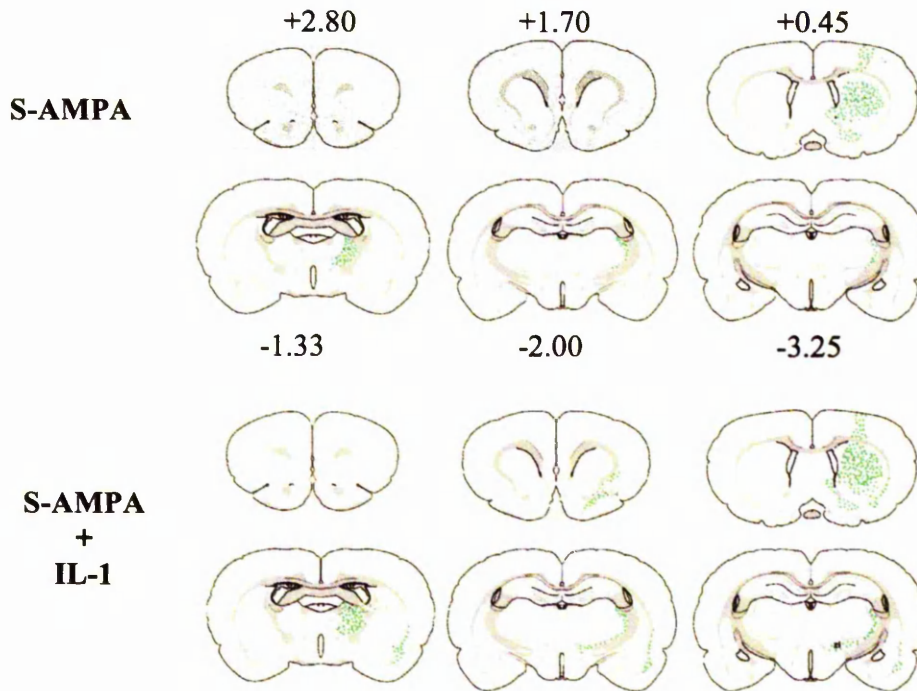 +2.80 +1.70 +0.45
S-AMPA
-1.33 -2.00 -3.25
S-AMPA
+
IL-1